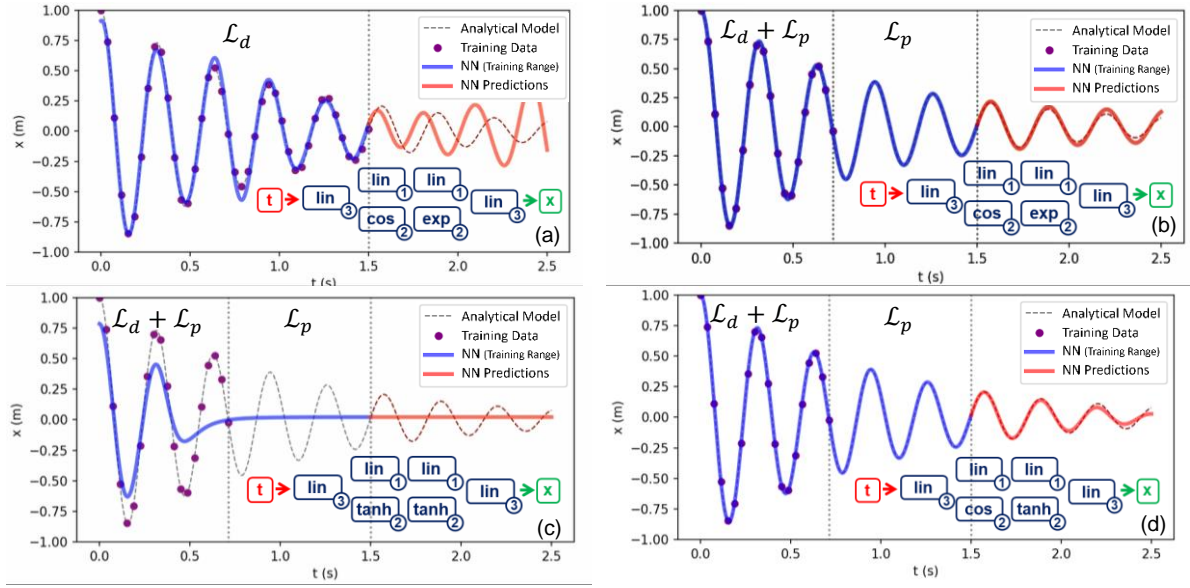 1.00
0.75
0.50
0.25
0.00
−0.25
−0.50
−0.75
−1.00
x (m)
ℒd
Analytical Model
Training Data
NN (Training Range)
NN Predictions
t
lin 3
lin 1
lin 1
cos 2
exp 2
lin 3
x
(a)
0.0 0.5 1.0 1.5 2.0 2.5
t (s)
1.00
0.75
0.50
0.25
0.00
−0.25
−0.50
−0.75
−1.00
x (m)
ℒd + ℒp
ℒp
Analytical Model
Training Data
NN (Training Range)
NN Predictions
t
lin 3
lin 1
lin 1
cos 2
exp 2
lin 3
x
(b)
0.0 0.5 1.0 1.5 2.0 2.5
t (s)
1.00
0.75
0.50
0.25
0.00
−0.25
−0.50
−0.75
−1.00
x (m)
ℒd + ℒp
ℒp
Analytical Model
Training Data
NN (Training Range)
NN Predictions
t
lin 3
lin 1
lin 1
tanh 2
tanh 2
lin 3
x
(c)
0.0 0.5 1.0 1.5 2.0 2.5
t (s)
1.00
0.75
0.50
0.25
0.00
−0.25
−0.50
−0.75
−1.00
x (m)
ℒd + ℒp
ℒp
Analytical Model
Training Data
NN (Training Range)
NN Predictions
t
lin 3
lin 1
lin 1
cos 2
tanh 2
lin 3
x
(d)
0.0 0.5 1.0 1.5 2.0 2.5
t (s)